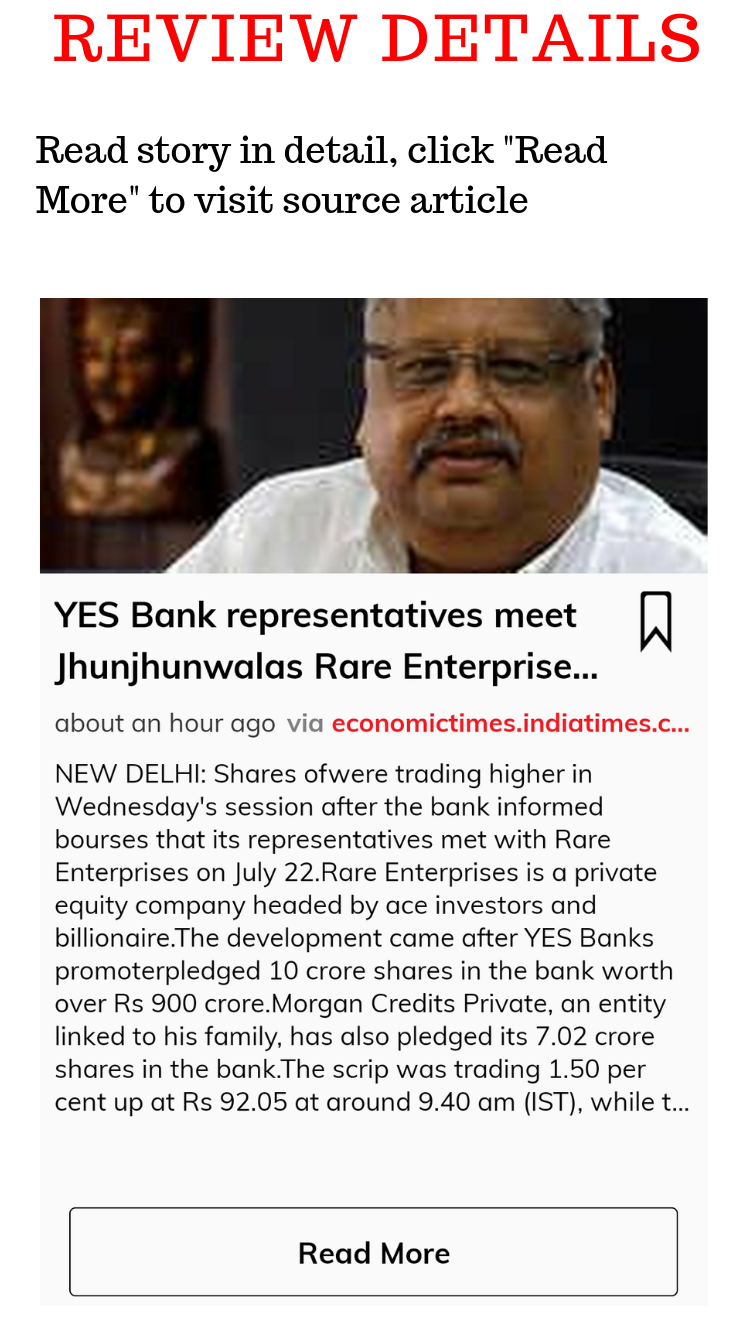 REVIEW DETAILS
Read story in detail, click "Read
More" to visit source article
YES Bank representatives meet
Jhunjhunwalas Rare Enterprise...
about an hour ago via economictimes.indiatimes.c...
NEW DELHI: Shares ofwere trading higher in
Wednesday's session after the bank informed
bourses that its representatives met with Rare
Enterprises on July 22.Rare Enterprises is a private
equity company headed by ace investors and
billionaire.The development came after YES Banks
promoterpledged 10 crore shares in the bank worth
over Rs 900 crore.Morgan Credits Private, an entity
linked to his family, has also pledged its 7.02 crore
shares in the bank.The scrip was trading 1.50 per
cent up at Rs 92.05 at around 9.40 am (IST), while t...
Read More